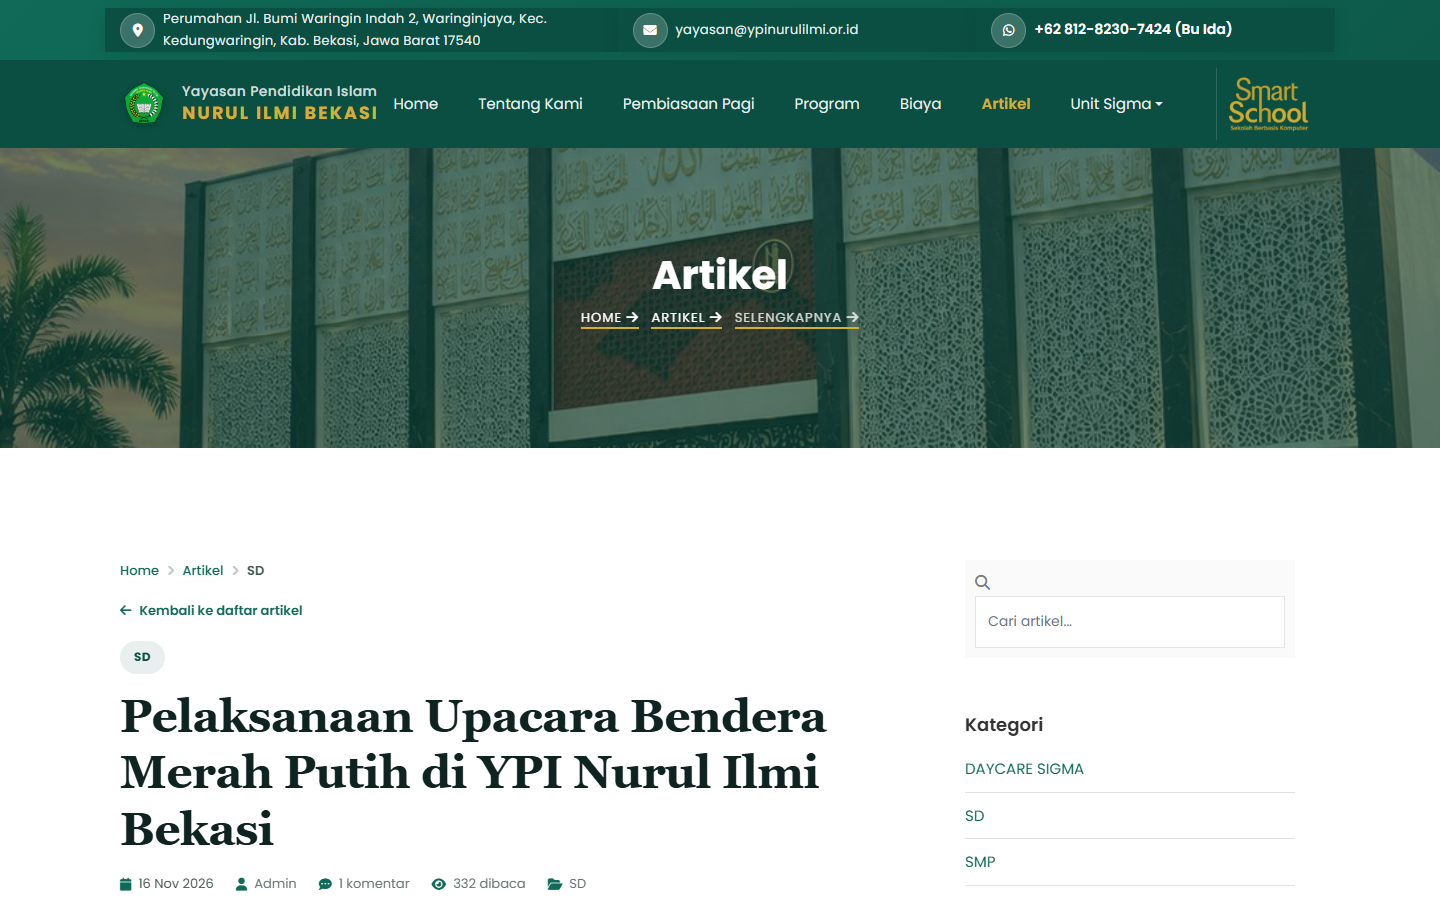 Perumahan Jl. Bumi Waringin Indah 2, Waringinjaya, Kec.
Kedungwaringin, Kab. Bekasi, Jawa Barat 17540
yayasan@ypinurulilmi.or.id
+62 812-8230-7424 (Bu Ida)
Yayasan Pendidikan Islam
NURUL ILMI BEKASI
Home
Tentang Kami
Pembiasaan Pagi
Program
Biaya
Artikel
Unit Sigma
Smart
School
Sekolah Berbasis Komputer
Artikel
HOME
ARTIKEL
SELENGKAPNYA
Home
Artikel
SD
Kembali ke daftar artikel
SD
Pelaksanaan Upacara Bendera
Merah Putih di YPI Nurul Ilmi
Bekasi
16 Nov 2026
Admin
1 komentar
332 dibaca
SD
Cari artikel...
Kategori
DAYCARE SIGMA
SD
SMP